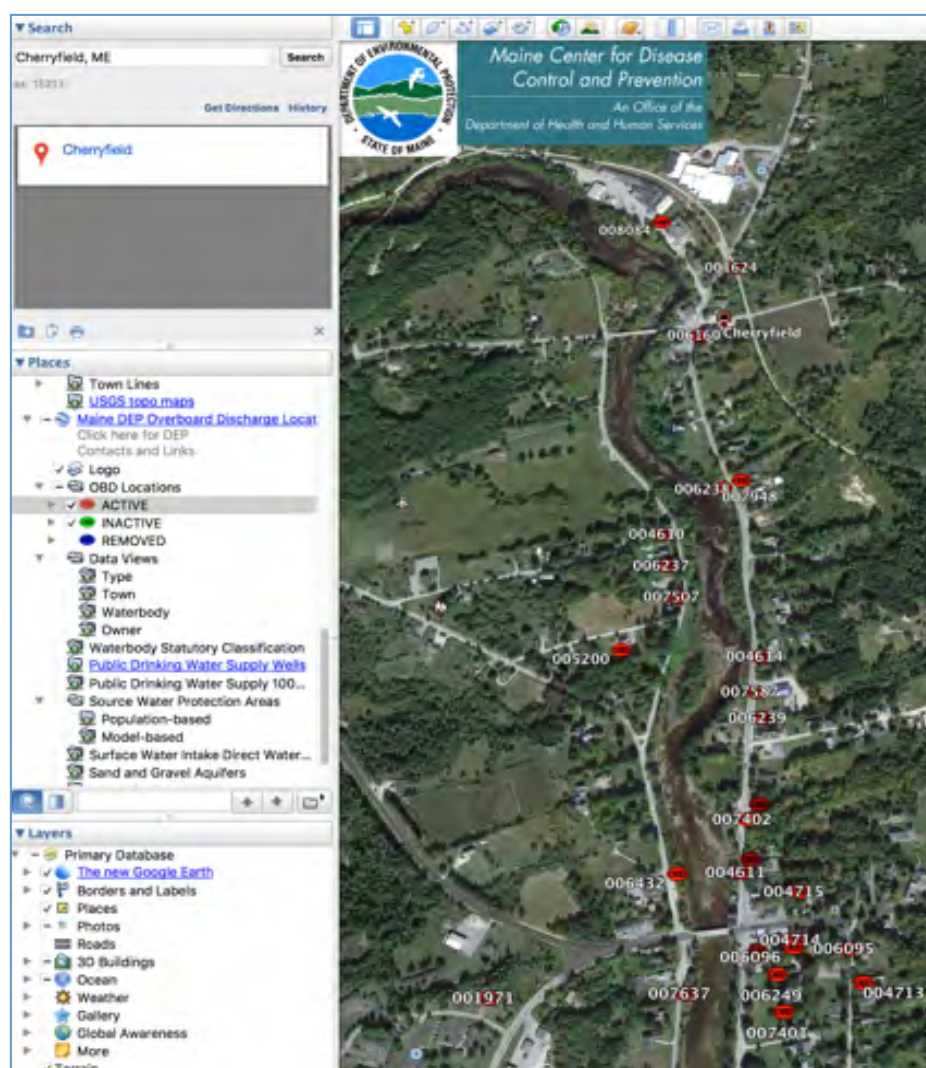 Search
Cherryfield, ME
Search
Get Directions History
Cherryfield
Places
Town Lines
USGS topo maps
Maine DEP Overboard Discharge Locat
Click here for DEP
Contacts and Links
Logo
OBD Locations
ACTIVE
INACTIVE
REMOVED
Data Views
Type
Town
Waterbody
Owner
Waterbody Statutory Classification
Public Drinking Water Supply Wells
Public Drinking Water Supply 100...
Source Water Protection Areas
Population-based
Model-based
Surface Water Intake Direct Water...
Sand and Gravel Aquifers
Layers
Primary Database
The new Google Earth
Borders and Labels
Places
Photos
Roads
3D Buildings
Ocean
Weather
Gallery
Global Awareness
More
Terrain
DEPARTMENT OF ENVIRONMENTAL PROTECTION
STATE OF MAINE
Maine Center for Disease
Control and Prevention
An Office of the
Department of Health and Human Services
008084
001624
006160
Cherryfield
006238
007948
004610
006237
007507
005200
004614
007587
006239
007402
006432
004611
004715
004714
006096
006095
006249
004713
001971
007637
007401